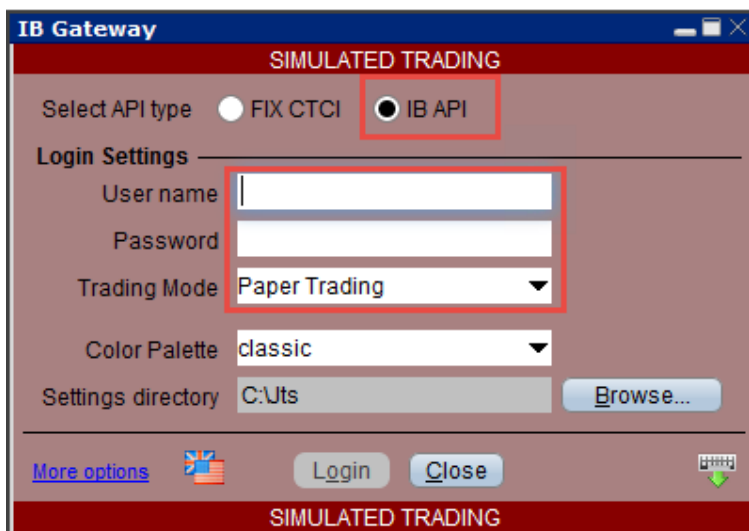 IB Gateway
SIMULATED TRADING
Select API type FIX CTCI IB API
Login Settings
User name
Password
Trading Mode Paper Trading
Color Palette classic
Settings directory C:\Jts Browse...
More options Login Close
SIMULATED TRADING